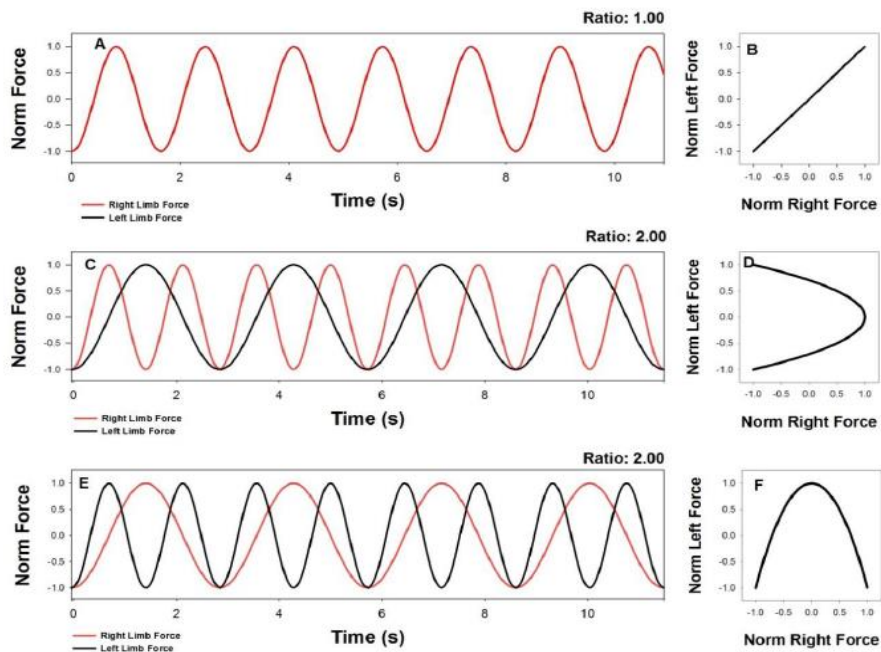 Ratio: 1.00
A
Norm Force
1.0
0.5
0.0
-0.5
-1.0
0 2 4 6 8 10
Time (s)
Right Limb Force
Left Limb Force
B
Norm Left Force
1.0
0.5
0.0
-0.5
-1.0
-1.0 -0.5 0.0 0.5 1.0
Norm Right Force
Ratio: 2.00
C
Norm Force
1.0
0.5
0.0
-0.5
-1.0
0 2 4 6 8 10
Time (s)
Right Limb Force
Left Limb Force
D
Norm Left Force
1.0
0.5
0.0
-0.5
-1.0
-1.0 -0.5 0.0 0.5 1.0
Norm Right Force
Ratio: 2.00
E
Norm Force
1.0
0.5
0.0
-0.5
-1.0
0 2 4 6 8 10
Time (s)
Right Limb Force
Left Limb Force
F
Norm Left Force
1.0
0.5
0.0
-0.5
-1.0
-1.0 -0.5 0.0 0.5 1.0
Norm Right Force